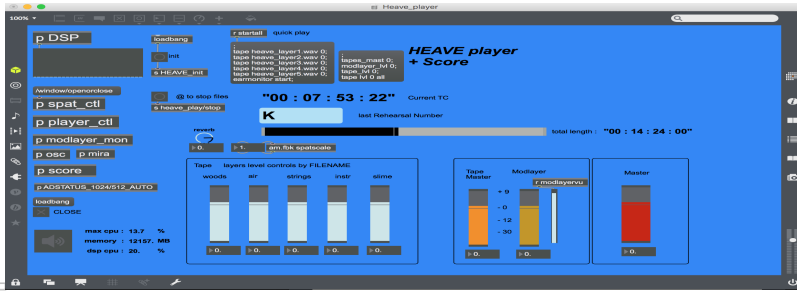 Heave_player
100%
p DSP
loadbang
init
s HEAVE_init
r startall
quick play
;
tape heave_layer1.wav 0;
tape heave_layer2.wav 0;
tape heave_layer4.wav 0;
tape heave_layer3.wav 0;
tape heave_layer5.wav 0;
earmonitor start;
;
tapes_mast 0;
modlayer_lvl 0;
tape_lvl 0;
tape lvl 0 all
HEAVE player
+ Score
/window/openorclose
@ to stop files
s heave_play/stop
"00 : 07 : 53 : 22"
Current TC
p spat_ctl
p player_ctl
K
last Rehearsal Number
p modlayer_mon
reverb
total length :
"00 : 14 : 24 : 00"
0.
1.
am.fbk spatscale
p osc
p mira
p score
p ADSTATUS_1024/512_AUTO
loadbang
CLOSE
max cpu : 13.7 %
memory : 12157. MB
dsp cpu : 20. %
Tape layers level controls by FILENAME
woods
air
strings
instr
slime
0.
0.
0.
0.
0.
Tape
Master
Modlayer
r modlayervu
+ 9
- 0
- 12
- 30
0.
0.
Master
0.